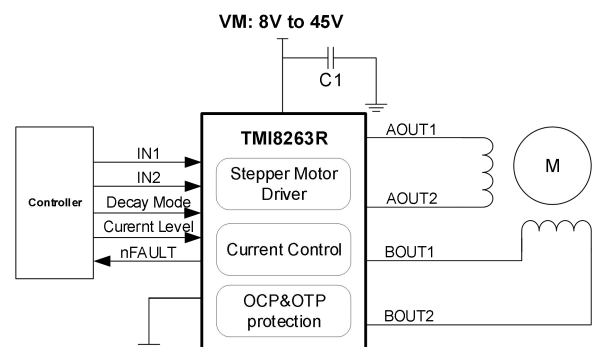 VM: 8V to 45V
C1
TMI8263R
AOUT1
IN1
Stepper Motor
Driver
M
IN2
Controller
Decay Mode
AOUT2
Curernt Level
Current Control
BOUT1
nFAULT
OCP&OTP
protection
BOUT2